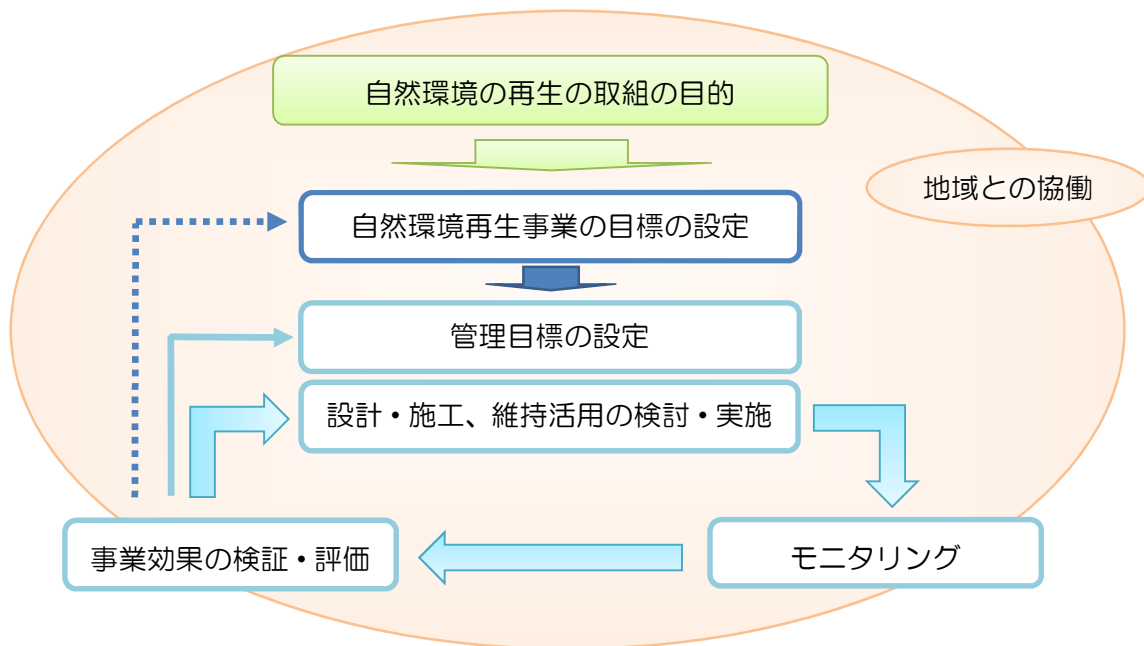 自然環境の再生の取組の目的
地域との協働
自然環境再生事業の目標の設定
管理目標の設定
設計・施工、維持活用の検討・実施
事業効果の検証・評価
モニタリング